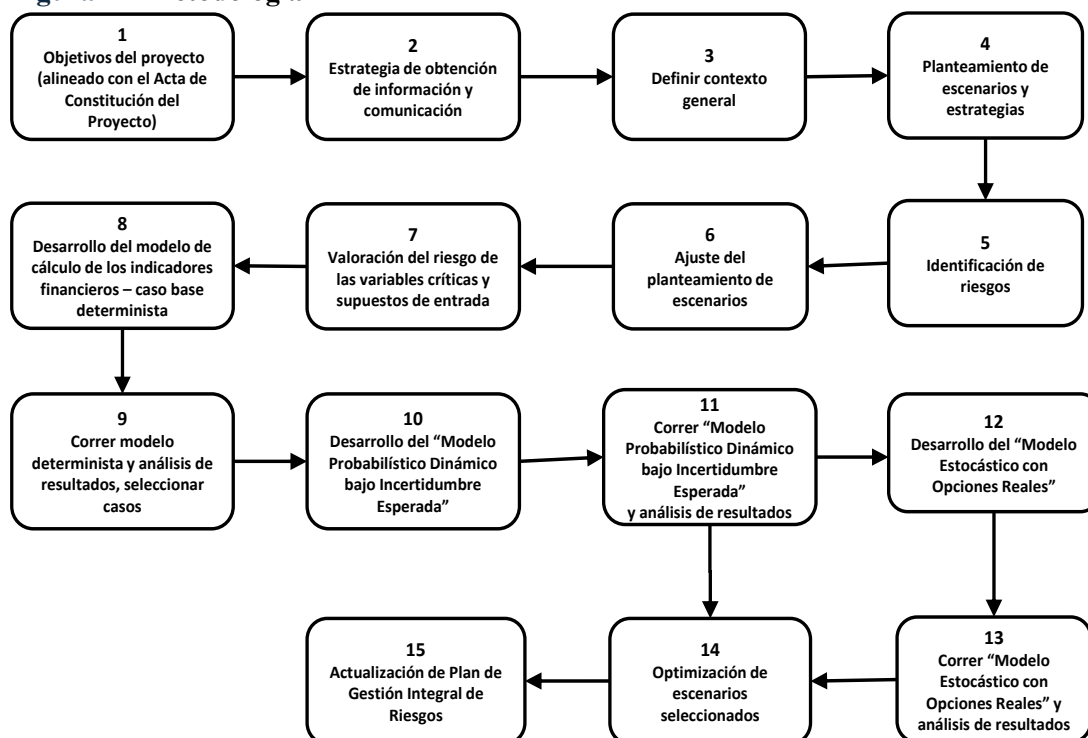 1
Objetivos del proyecto
(alineado con el Acta de
Constitución del
Proyecto)
2
Estrategia de obtención
de información y
comunicación
3
Definir contexto
general
4
Planteamiento de
escenarios y
estrategias
5
Identificación de
riesgos
6
Ajuste del
planteamiento de
escenarios
7
Valoración del riesgo de
las variables críticas y
supuestos de entrada
8
Desarrollo del modelo de
cálculo de los indicadores
financieros – caso base
determinista
9
Correr modelo
determinista y análisis de
resultados, seleccionar
casos
10
Desarrollo del “Modelo
Probabilístico Dinámico
bajo Incertidumbre
Esperada”
11
Correr “Modelo
Probabilístico Dinámico
bajo Incertidumbre
Esperada”
y análisis de resultados
12
Desarrollo del “Modelo
Estocástico con
Opciones Reales”
13
Correr “Modelo
Estocástico con
Opciones Reales” y
análisis de resultados
14
Optimización de
escenarios
seleccionados
15
Actualización de Plan de
Gestión Integral de
Riesgos